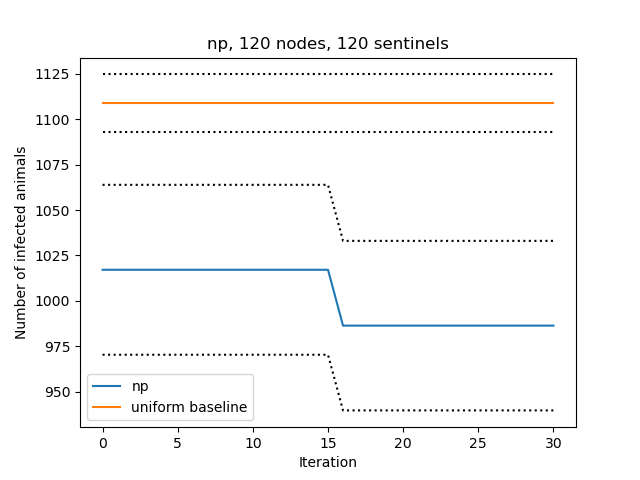 np, 120 nodes, 120 sentinels
Number of infected animals
1125
1100
1075
1050
1025
1000
975
950
np
uniform baseline
0 5 10 15 20 25 30
Iteration